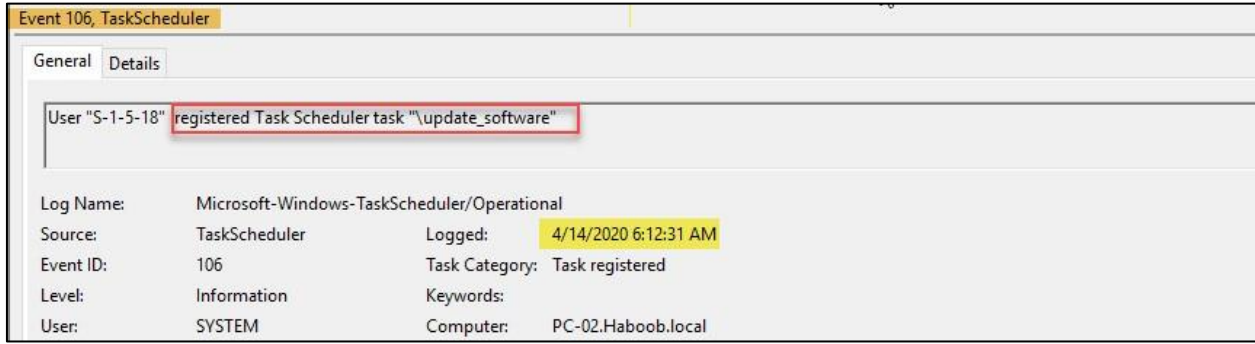 Event 106, TaskScheduler
General Details
User "S-1-5-18" registered Task Scheduler task "\update_software"
Log Name: Microsoft-Windows-TaskScheduler/Operational
Source: TaskScheduler Logged: 4/14/2020 6:12:31 AM
Event ID: 106 Task Category: Task registered
Level: Information Keywords:
User: SYSTEM Computer: PC-02.Haboob.local